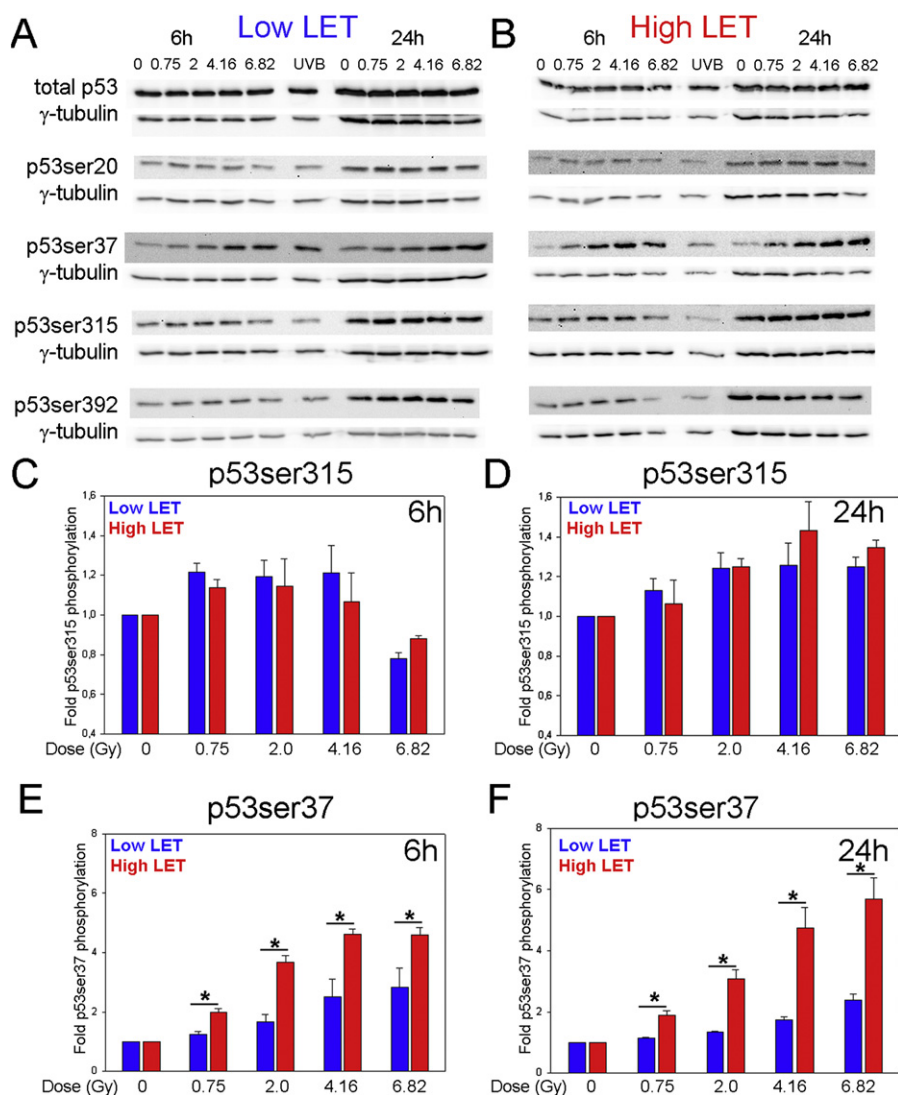 A Low LET B High LET
6h 24h 6h 24h
0 0.75 2 4.16 6.82 UVB 0 0.75 2 4.16 6.82 0 0.75 2 4.16 6.82 UVB 0 0.75 2 4.16 6.82
total p53
γ-tubulin
p53ser20
γ-tubulin
p53ser37
γ-tubulin
p53ser315
γ-tubulin
p53ser392
γ-tubulin
C p53ser315
6h
Low LET
High LET
Fold p53ser315 phosphorylation
1,6
1,4
1,2
1,0
0,8
0,6
0,4
Dose (Gy) 0 0.75 2.0 4.16 6.82
D p53ser315
24h
Low LET
High LET
Fold p53ser315 phosphorylation
1,6
1,4
1,2
1,0
0,8
0,6
0,4
Dose (Gy) 0 0.75 2.0 4.16 6.82
E p53ser37
6h
Low LET
High LET
Fold p53ser37 phosphorylation
8
6
4
2
0
* * * *
Dose (Gy) 0 0.75 2.0 4.16 6.82
F p53ser37
24h
Low LET
High LET
Fold p53ser37 phosphorylation
8
6
4
2
0
* * * *
Dose (Gy) 0 0.75 2.0 4.16 6.82